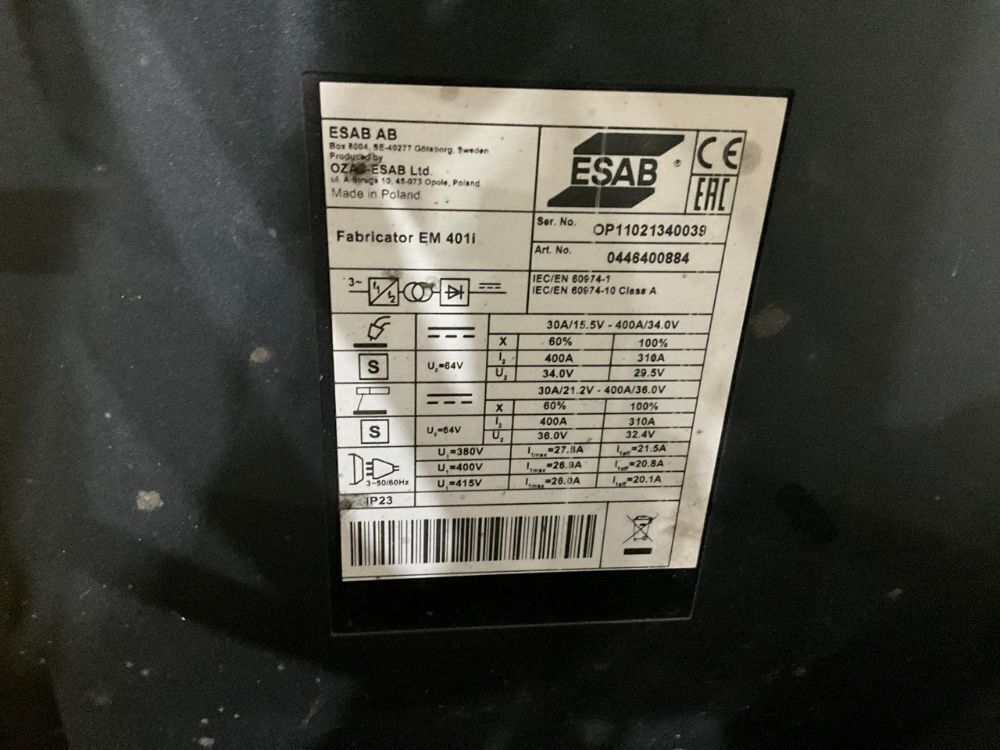 ESAB AB
Box 8004, SE-40277 Göteborg, Sweden
Produced by
-ESAB Ltd.
ul. A 10, 45-073 Opole, Poland
Made in Poland
ESAB ®
CE
EAC
Fabricator EM 401i
Ser. No. OP11021340039
Art. No. 0446400884
3~ f1 f2
IEC/EN 60974-1
IEC/EN 60974-10 Class A
30A/15.5V - 400A/34.0V
X 60% 100%
S U0=64V I2 400A 310A
U2 34.0V 29.5V
30A/21.2V - 400A/36.0V
X 60% 100%
S U0=64V I2 400A 310A
U2 36.0V 32.4V
U1=380V I1max=27.8A I1eff=21.5A
U1=400V I1max=26.9A I1eff=20.8A
3~50/60Hz U1=415V I1max=26.0A I1eff=20.1A
IP23